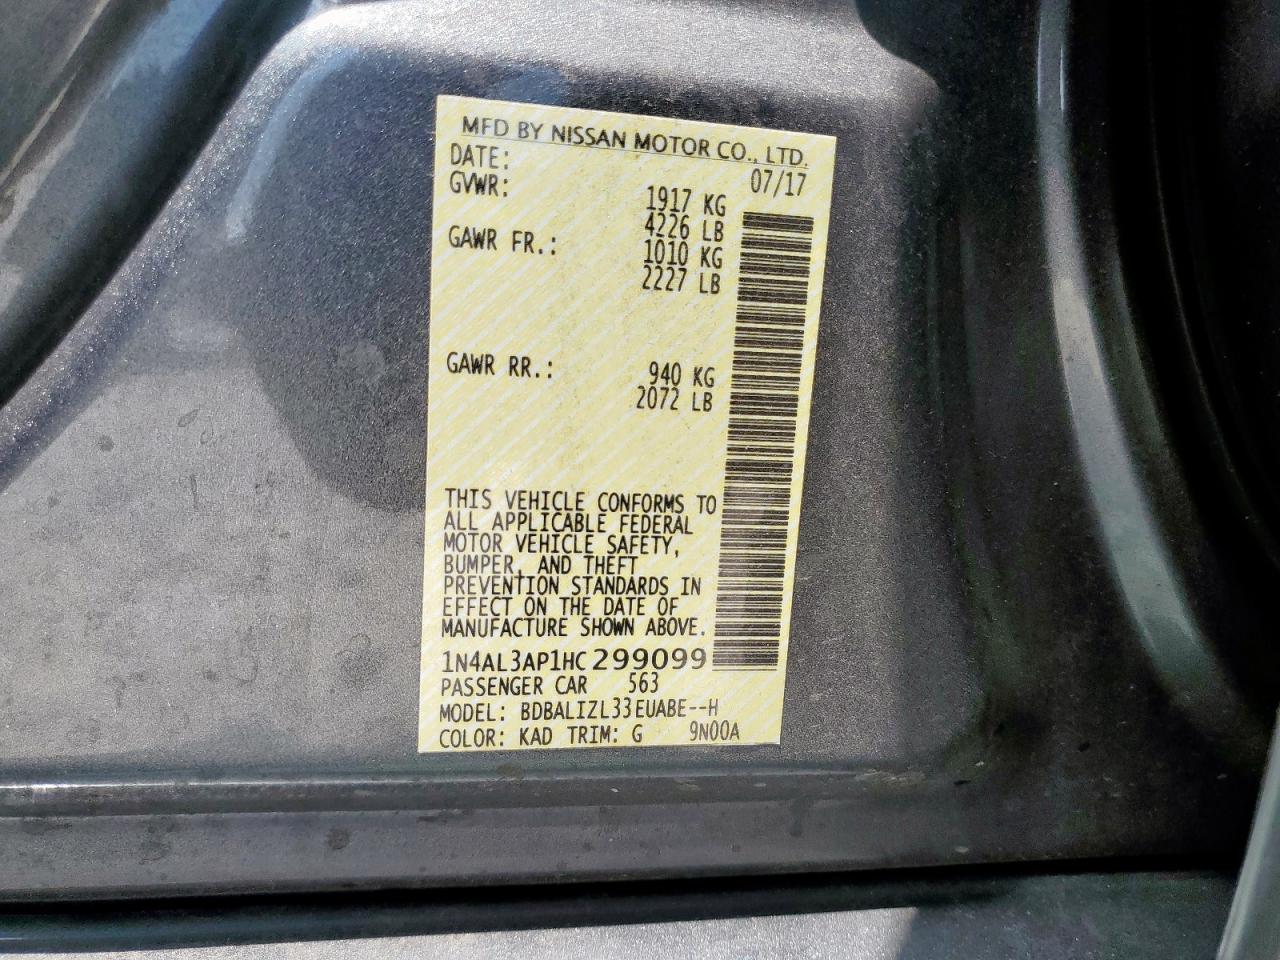 MFD BY NISSAN MOTOR CO., LTD.
DATE: 07/17
GVWR: 1917 KG
4226 LB
GAWR FR.: 1010 KG
2227 LB
GAWR RR.: 940 KG
2072 LB
THIS VEHICLE CONFORMS TO
ALL APPLICABLE FEDERAL
MOTOR VEHICLE SAFETY,
BUMPER, AND THEFT
PREVENTION STANDARDS IN
EFFECT ON THE DATE OF
MANUFACTURE SHOWN ABOVE.
1N4AL3AP1HC299099
PASSENGER CAR 563
MODEL: BDBALIZL33EUABE--H
COLOR: KAD TRIM: G 9N00A